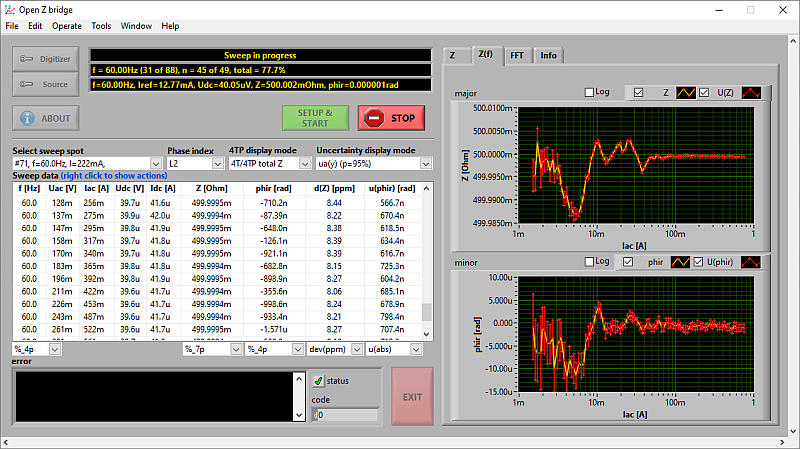 Open Z bridge
File Edit Operate Tools Window Help
Digitizer
Source
ABOUT
Sweep in progress
f = 60.00Hz (31 of 88), n = 45 of 49, total = 77.7%
f=60.00Hz, Iref=12.77mA, Udc=40.05uV, Z=500.002mOhm, phir=0.000001rad
SETUP &
START
STOP
Select sweep spot Phase index 4TP display mode Uncertainty display mode
#71, f=60.0Hz, I=222mA, L2 4T/4TP total Z ua(y) (p=95%)
Sweep data (right click to show actions)
f [Hz] Uac [V] Iac [A] Udc [V] Idc [A] Z [Ohm] phir [rad] d(Z) [ppm] u(phir) [rad]
60.0 128m 256m 39.7u 41.6u 499.9995m -710.2n 8.44 566.7n
60.0 137m 275m 39.9u 42.0u 499.9994m -87.39n 8.22 670.4n
60.0 147m 295m 39.8u 41.9u 499.9994m -648.0n 8.38 618.5n
60.0 158m 317m 39.8u 41.8u 499.9994m -126.1n 8.39 634.4n
60.0 170m 340m 39.7u 41.8u 499.9994m -921.1n 8.39 616.7n
60.0 183m 365m 39.8u 41.8u 499.9994m -682.8n 8.15 725.3n
60.0 196m 392m 39.8u 41.9u 499.9994m -898.9n 8.27 604.2n
60.0 211m 422m 39.6u 41.7u 499.9994m -355.6n 8.06 685.1n
60.0 226m 453m 39.6u 41.7u 499.9994m -998.6n 8.24 678.9n
60.0 243m 487m 39.6u 41.7u 499.9994m -933.4n 8.21 798.4n
60.0 261m 522m 39.6u 41.7u 499.9994m -1.571u 8.27 707.4n
%_4p %_7p %_4p dev(ppm) u(abs)
error
status
code
0
EXIT
Z Z(f) FFT Info
major Log Z U(Z)
500.0100m
500.0050m
500.0000m
499.9950m
499.9900m
499.9850m
Z [Ohm]
1m 10m 100m 1
Iac [A]
minor Log phir U(phir)
10.00u
5.000u
0.000
-5.000u
-10.00u
-15.00u
phir [rad]
1m 10m 100m 1
Iac [A]